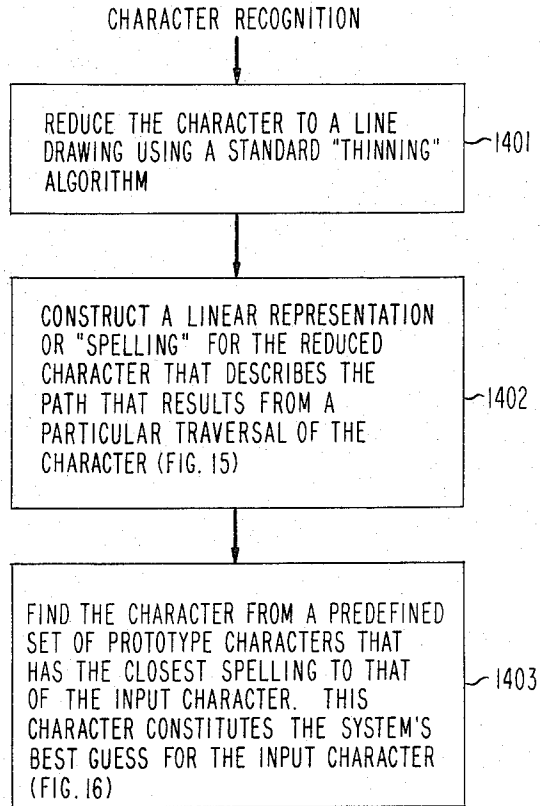 CHARACTER RECOGNITION
REDUCE THE CHARACTER TO A LINE
DRAWING USING A STANDARD "THINNING"
ALGORITHM
1401
CONSTRUCT A LINEAR REPRESENTATION
OR "SPELLING" FOR THE REDUCED
CHARACTER THAT DESCRIBES THE
PATH THAT RESULTS FROM A
PARTICULAR TRAVERSAL OF THE
CHARACTER (FIG. 15)
1402
FIND THE CHARACTER FROM A PREDEFINED
SET OF PROTOTYPE CHARACTERS THAT
HAS THE CLOSEST SPELLING TO THAT
OF THE INPUT CHARACTER. THIS
CHARACTER CONSTITUTES THE SYSTEM'S
BEST GUESS FOR THE INPUT CHARACTER
(FIG. 16)
1403